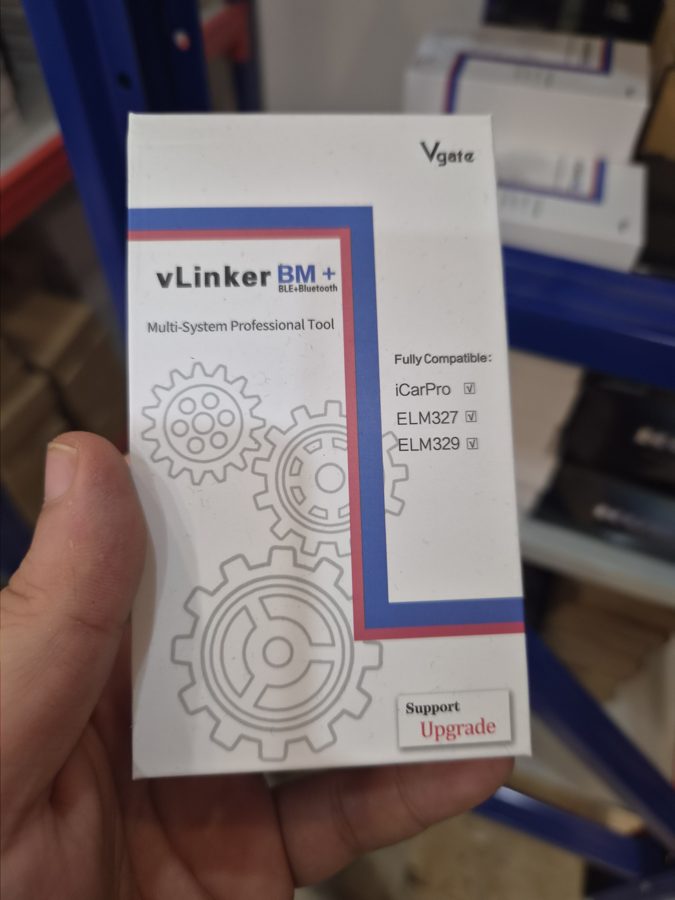 Vgate
vLinker BM +
BLE+Bluetooth
Multi-System Professional Tool
Fully Compatible:
iCarPro
ELM327
ELM329
Support
Upgrade